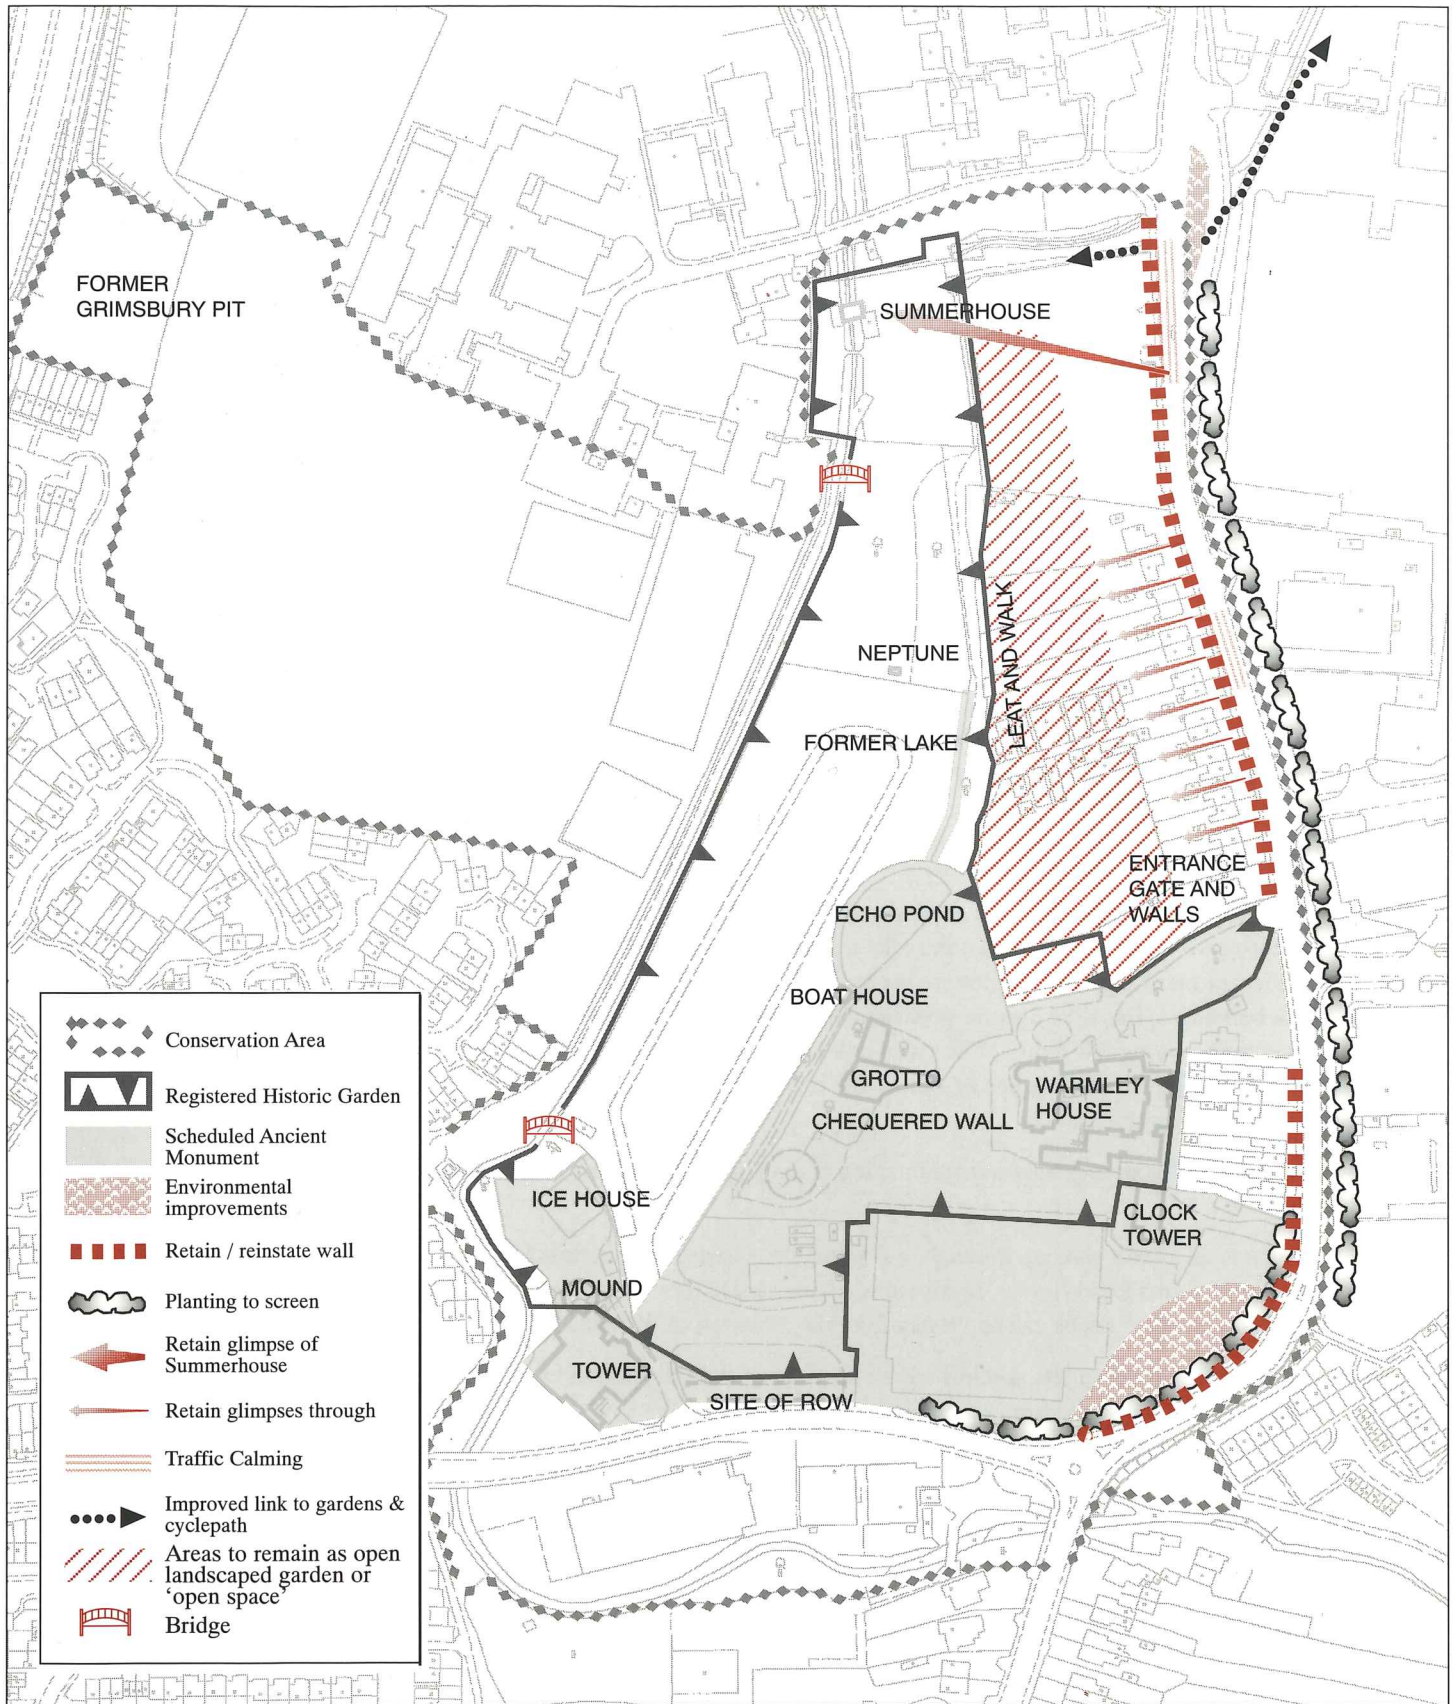 FORMER
GRIMSBURY PIT
SUMMERHOUSE
LEAT AND WALK
NEPTUNE
FORMER LAKE
ENTRANCE
GATE AND
WALLS
ECHO POND
BOAT HOUSE
GROTTO
WARMLEY
HOUSE
CHEQUERED WALL
ICE HOUSE
CLOCK
TOWER
MOUND
TOWER
SITE OF ROW
Conservation Area
Registered Historic Garden
Scheduled Ancient
Monument
Environmental
improvements
Retain / reinstate wall
Planting to screen
Retain glimpse of
Summerhouse
Retain glimpses through
Traffic Calming
Improved link to gardens &
cyclepath
Areas to remain as open
landscaped garden or
‘open space’
Bridge